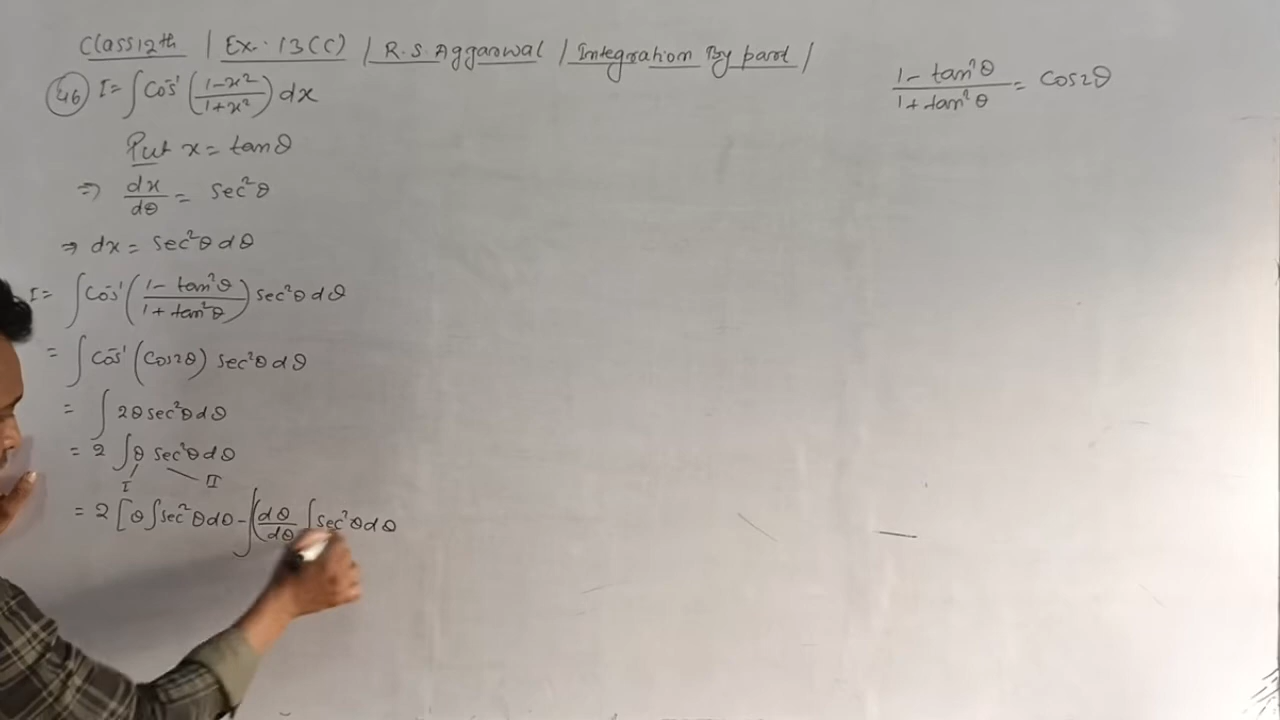 Class 12th / Ex. 13(C) / R.S. Aggarwal / Integration By part /
(46) I = ∫ Cos⁻¹ ((1-x²)/(1+x²)) dx
(1 - tan²θ)/(1 + tan²θ) = Cos2θ
Put x = tanθ
⇒ dx/dθ = sec²θ
⇒ dx = sec²θ dθ
I = ∫ Cos⁻¹ ((1 - tan²θ)/(1 + tan²θ)) sec²θ dθ
= ∫ Cos⁻¹ (Cos2θ) sec²θ dθ
= ∫ 2θ sec²θ dθ
= 2 ∫ θ sec²θ dθ
I II
= 2 [θ ∫ sec²θ dθ - ∫ (dθ/dθ ∫ sec²θ dθ